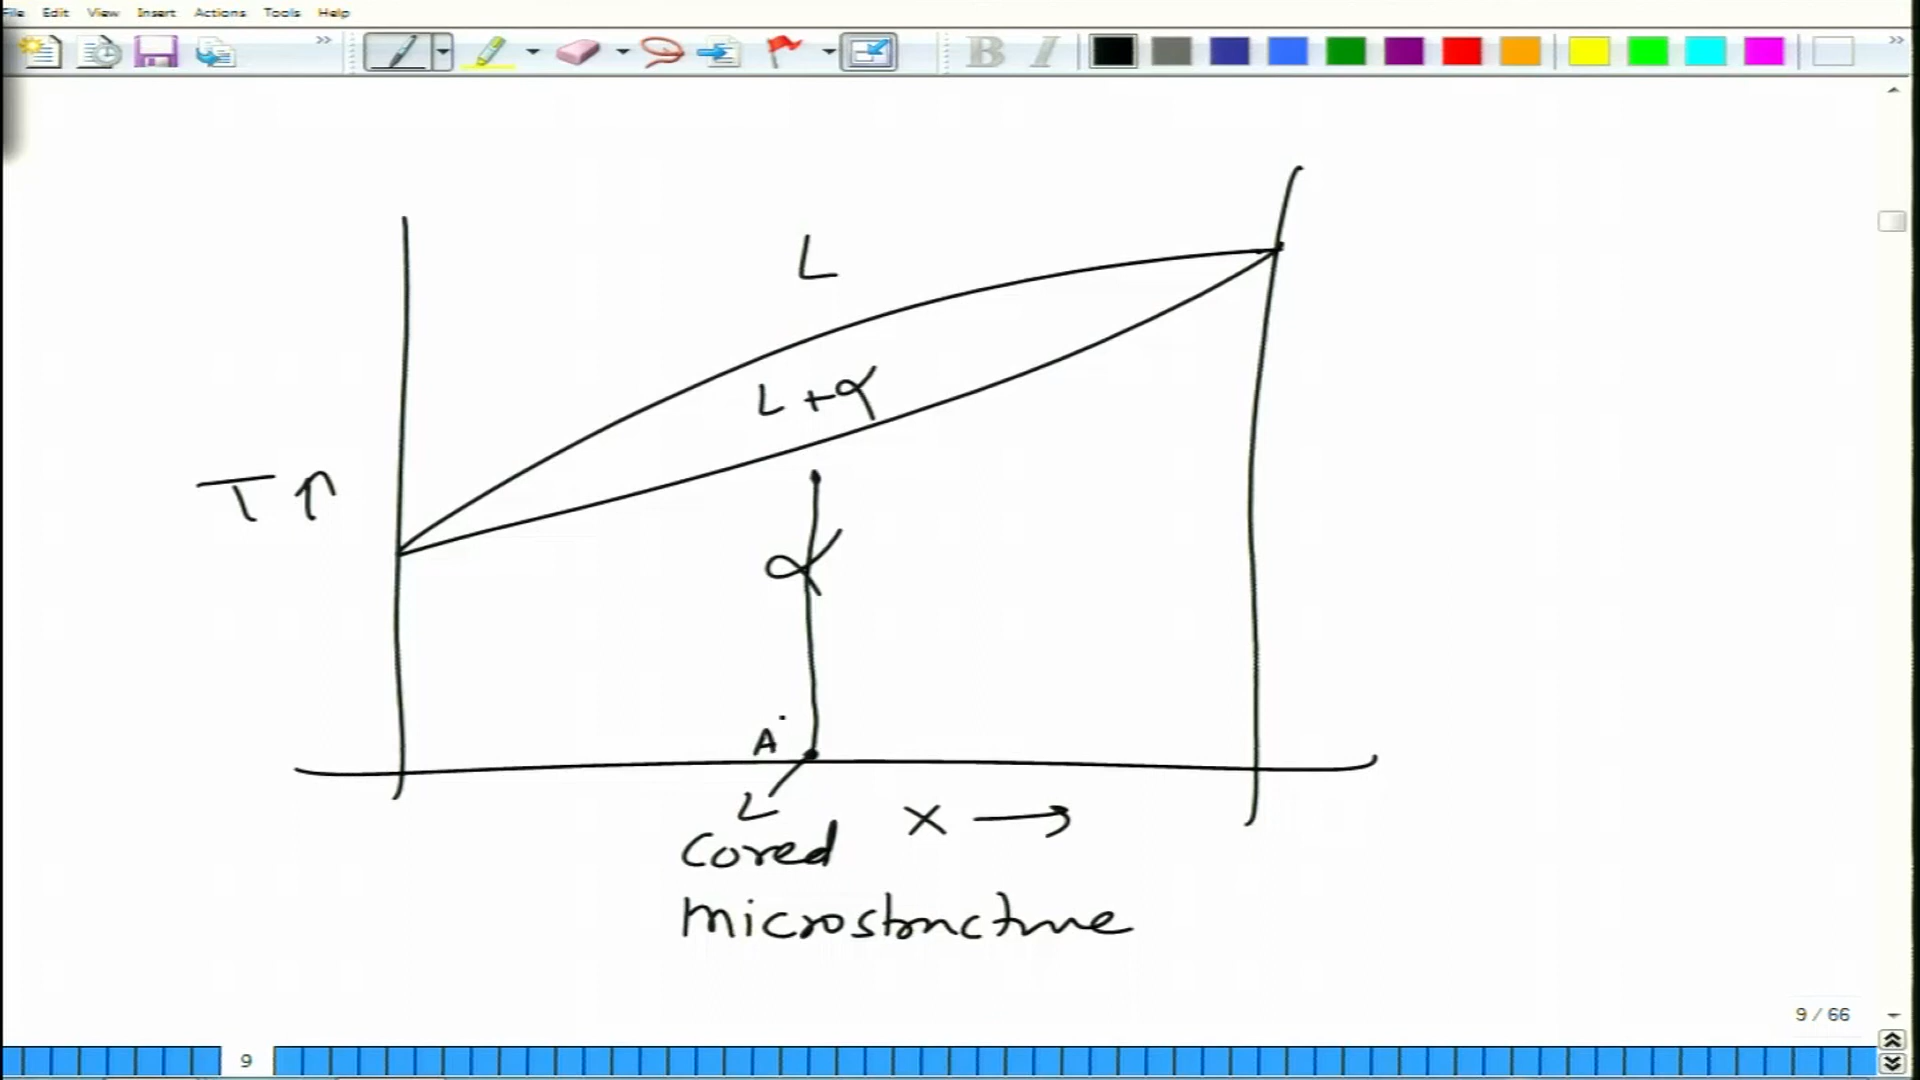 File Edit View Insert Actions Tools Help
B I
L
L + α
T ↑
α
A
L
Cored X →
microstructure
9 / 66
9